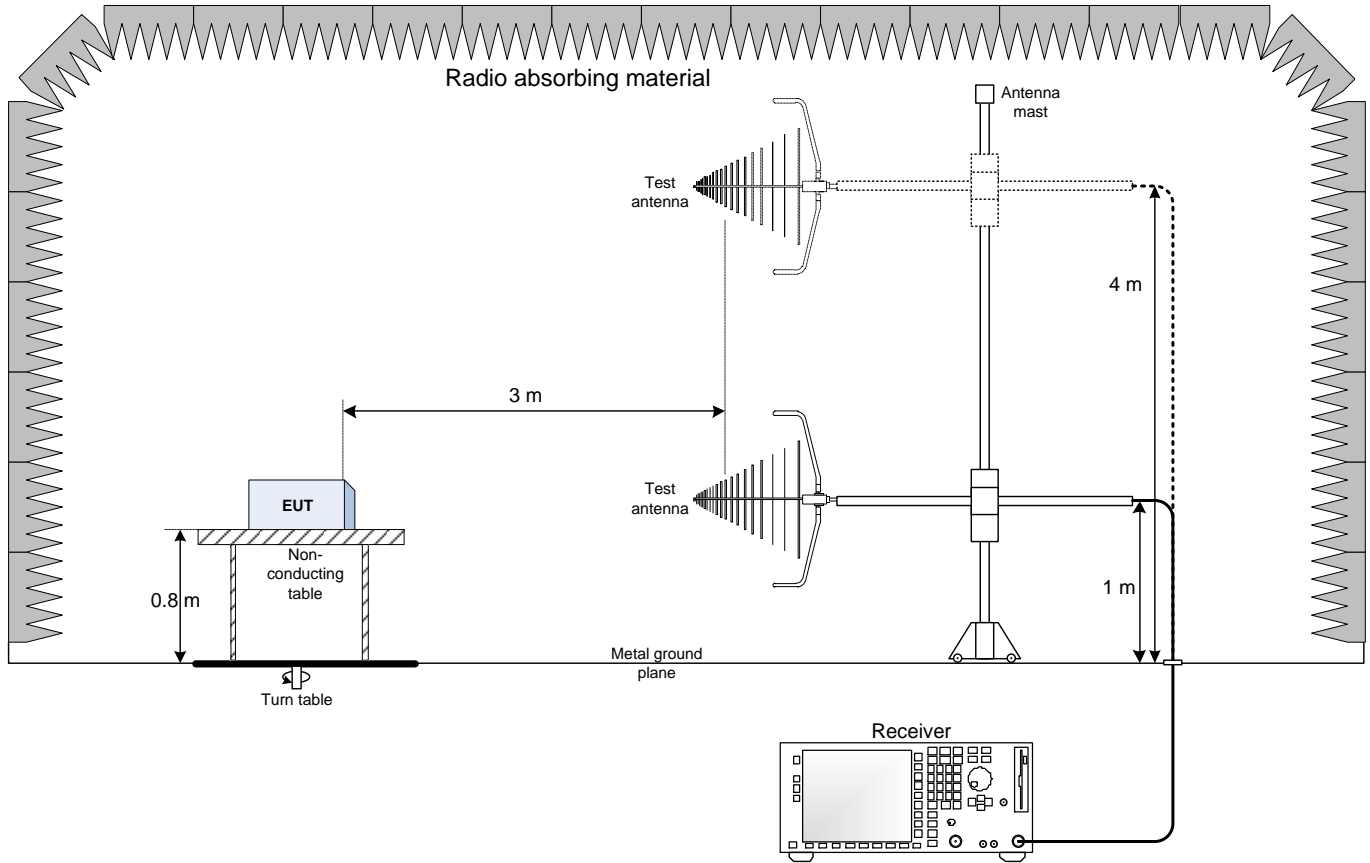 Radio absorbing material
Antenna
mast
Test
antenna
4 m
3 m
Test
antenna
EUT
Non-
conducting
table
0.8 m
1 m
Metal ground
plane
Turn table
Receiver